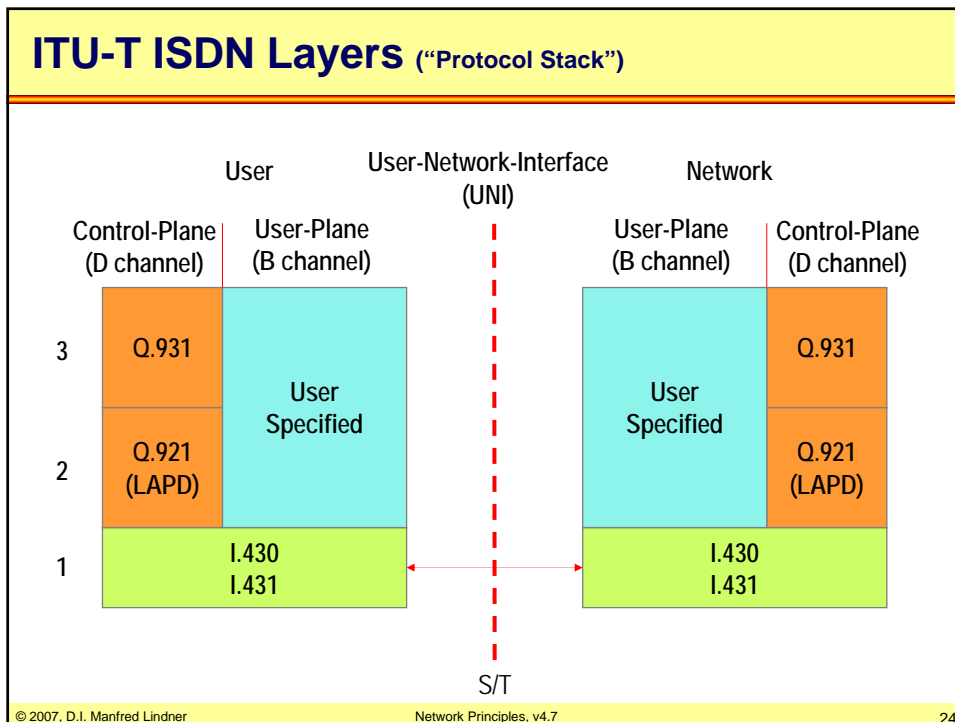 ITU-T ISDN Layers (“Protocol Stack”)
User
User-Network-Interface
(UNI)
Network
Control-Plane
(D channel)
User-Plane
(B channel)
User-Plane
(B channel)
Control-Plane
(D channel)
3
Q.931
User
Specified
User
Specified
Q.931
2
Q.921
(LAPD)
Q.921
(LAPD)
1
I.430
I.431
I.430
I.431
S/T
© 2007, D.I. Manfred Lindner
Network Principles, v4.7
24